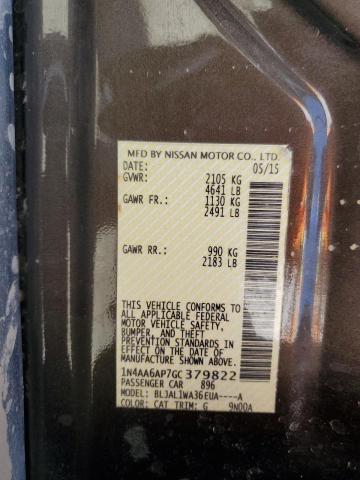 MFD BY NISSAN MOTOR CO., LTD.
DATE: 05/15
GVWR: 2105 KG
4641 LB
GAWR FR.: 1130 KG
2491 LB
GAWR RR.: 990 KG
2183 LB
THIS VEHICLE CONFORMS TO
ALL APPLICABLE FEDERAL
MOTOR VEHICLE SAFETY,
BUMPER, AND THEFT
PREVENTION STANDARDS
IN EFFECT ON THE DATE OF
MANUFACTURE SHOWN ABOVE.
1N4AA6AP7GC379822
PASSENGER CAR 896
MODEL: BLJAL1WA36EUA----A
COLOR: CAT TRIM: G 9N00A